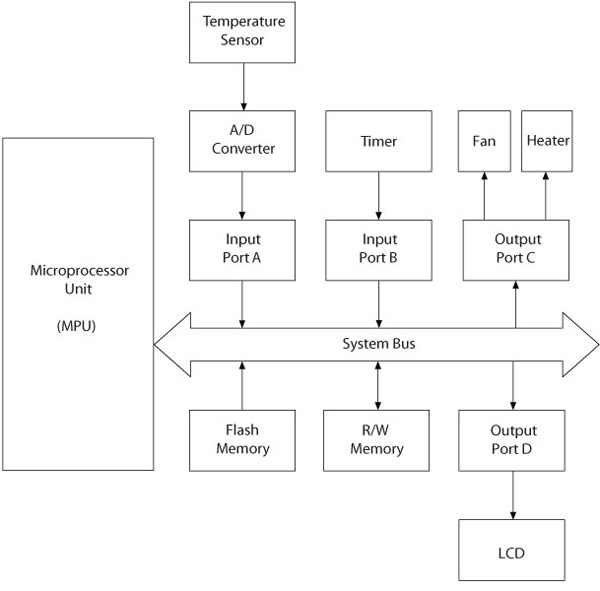 Temperature
Sensor
A/D
Converter
Timer
Fan
Heater
Microprocessor
Unit
(MPU)
Input
Port A
Input
Port B
Output
Port C
System Bus
Flash
Memory
R/W
Memory
Output
Port D
LCD